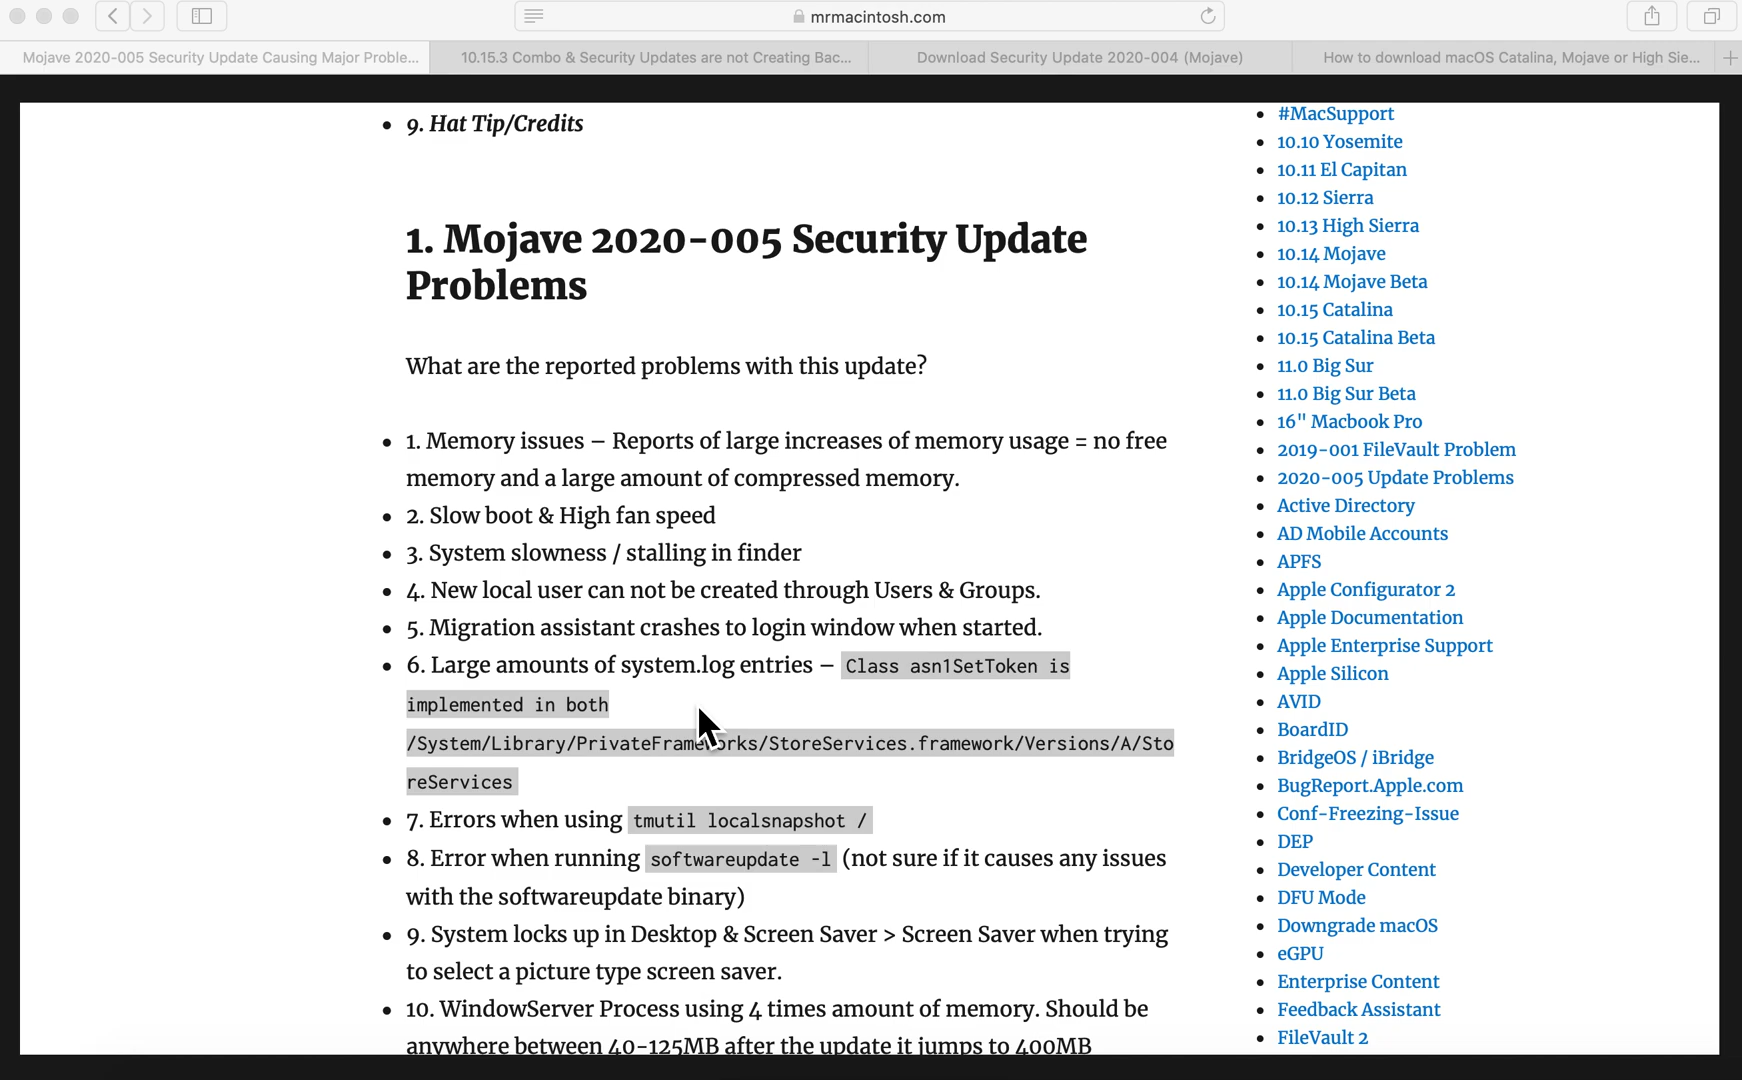 mrmacintosh.com
Mojave 2020-005 Security Update Causing Major Proble...
10.15.3 Combo & Security Updates are not Creating Bac...
Download Security Update 2020-004 (Mojave)
How to download macOS Catalina, Mojave or High Sie...
9. Hat Tip/Credits
1. Mojave 2020-005 Security Update
Problems
What are the reported problems with this update?
1. Memory issues – Reports of large increases of memory usage = no free
memory and a large amount of compressed memory.
2. Slow boot & High fan speed
3. System slowness / stalling in finder
4. New local user can not be created through Users & Groups.
5. Migration assistant crashes to login window when started.
6. Large amounts of system.log entries – Class asn1SetToken is
implemented in both
/System/Library/PrivateFrameworks/StoreServices.framework/Versions/A/Sto
reServices
7. Errors when using tmutil localsnapshot /
8. Error when running softwareupdate -l (not sure if it causes any issues
with the softwareupdate binary)
9. System locks up in Desktop & Screen Saver > Screen Saver when trying
to select a picture type screen saver.
10. WindowServer Process using 4 times amount of memory. Should be
anywhere between 40-125MB after the update it jumps to 400MB
#MacSupport
10.10 Yosemite
10.11 El Capitan
10.12 Sierra
10.13 High Sierra
10.14 Mojave
10.14 Mojave Beta
10.15 Catalina
10.15 Catalina Beta
11.0 Big Sur
11.0 Big Sur Beta
16" Macbook Pro
2019-001 FileVault Problem
2020-005 Update Problems
Active Directory
AD Mobile Accounts
APFS
Apple Configurator 2
Apple Documentation
Apple Enterprise Support
Apple Silicon
AVID
BoardID
BridgeOS / iBridge
BugReport.Apple.com
Conf-Freezing-Issue
DEP
Developer Content
DFU Mode
Downgrade macOS
eGPU
Enterprise Content
Feedback Assistant
FileVault 2